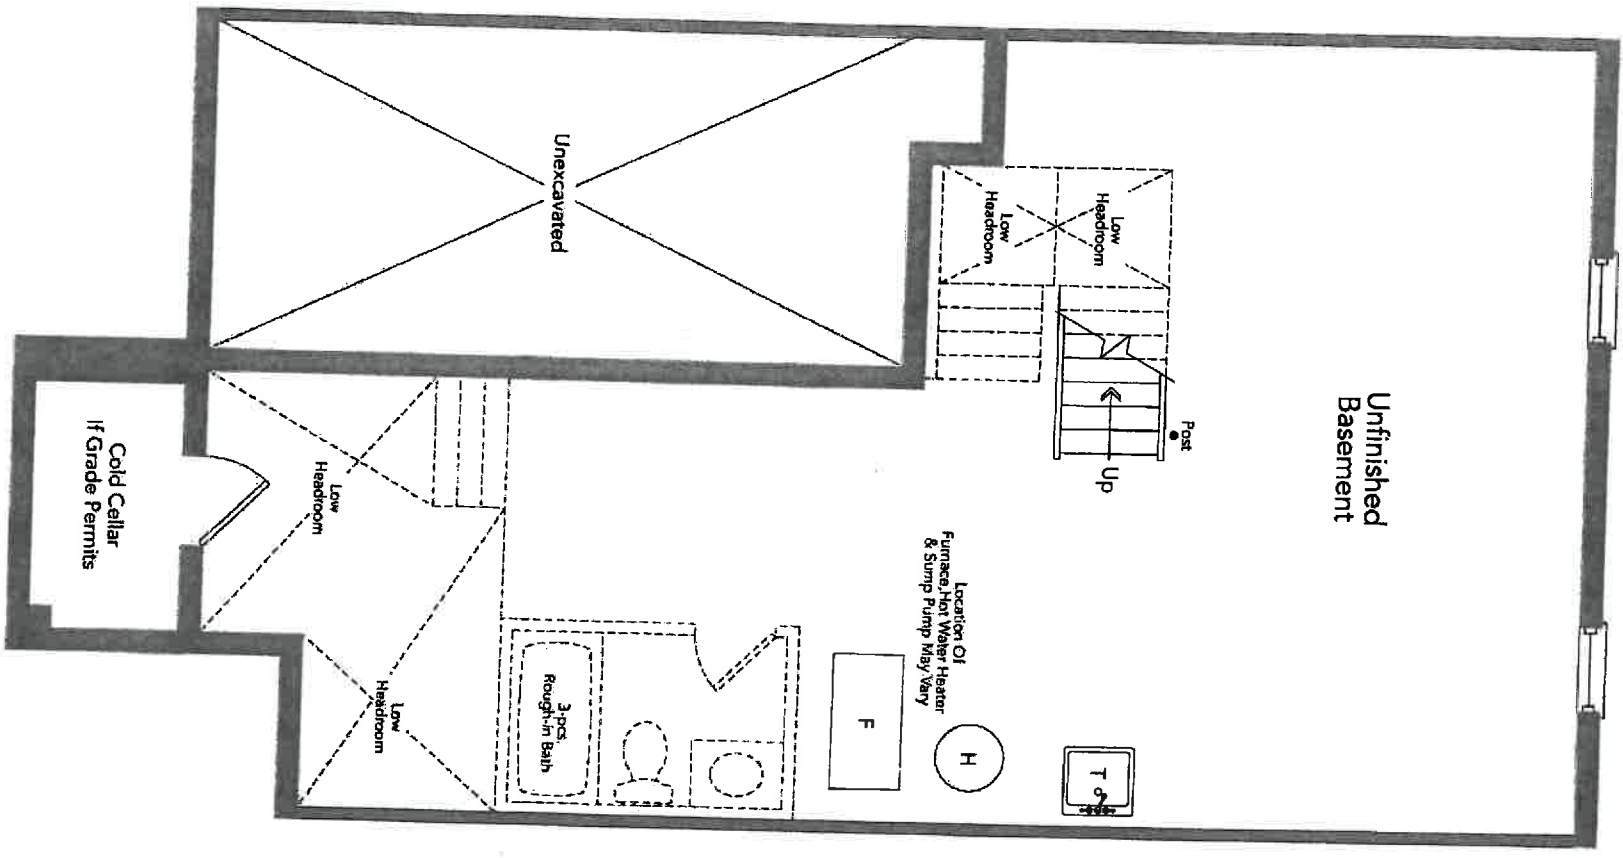 Unfinished
Basement
Post
Up
Low
Headroom
Low
Headroom
Unexcavated
Location Of
Furnace,Hot Water Heater
& Sump Pump May Vary
T
H
F
3-pcs.
Rough-in Bath
Low
Headroom
Low
Headroom
Cold Cellar
If Grade Permits